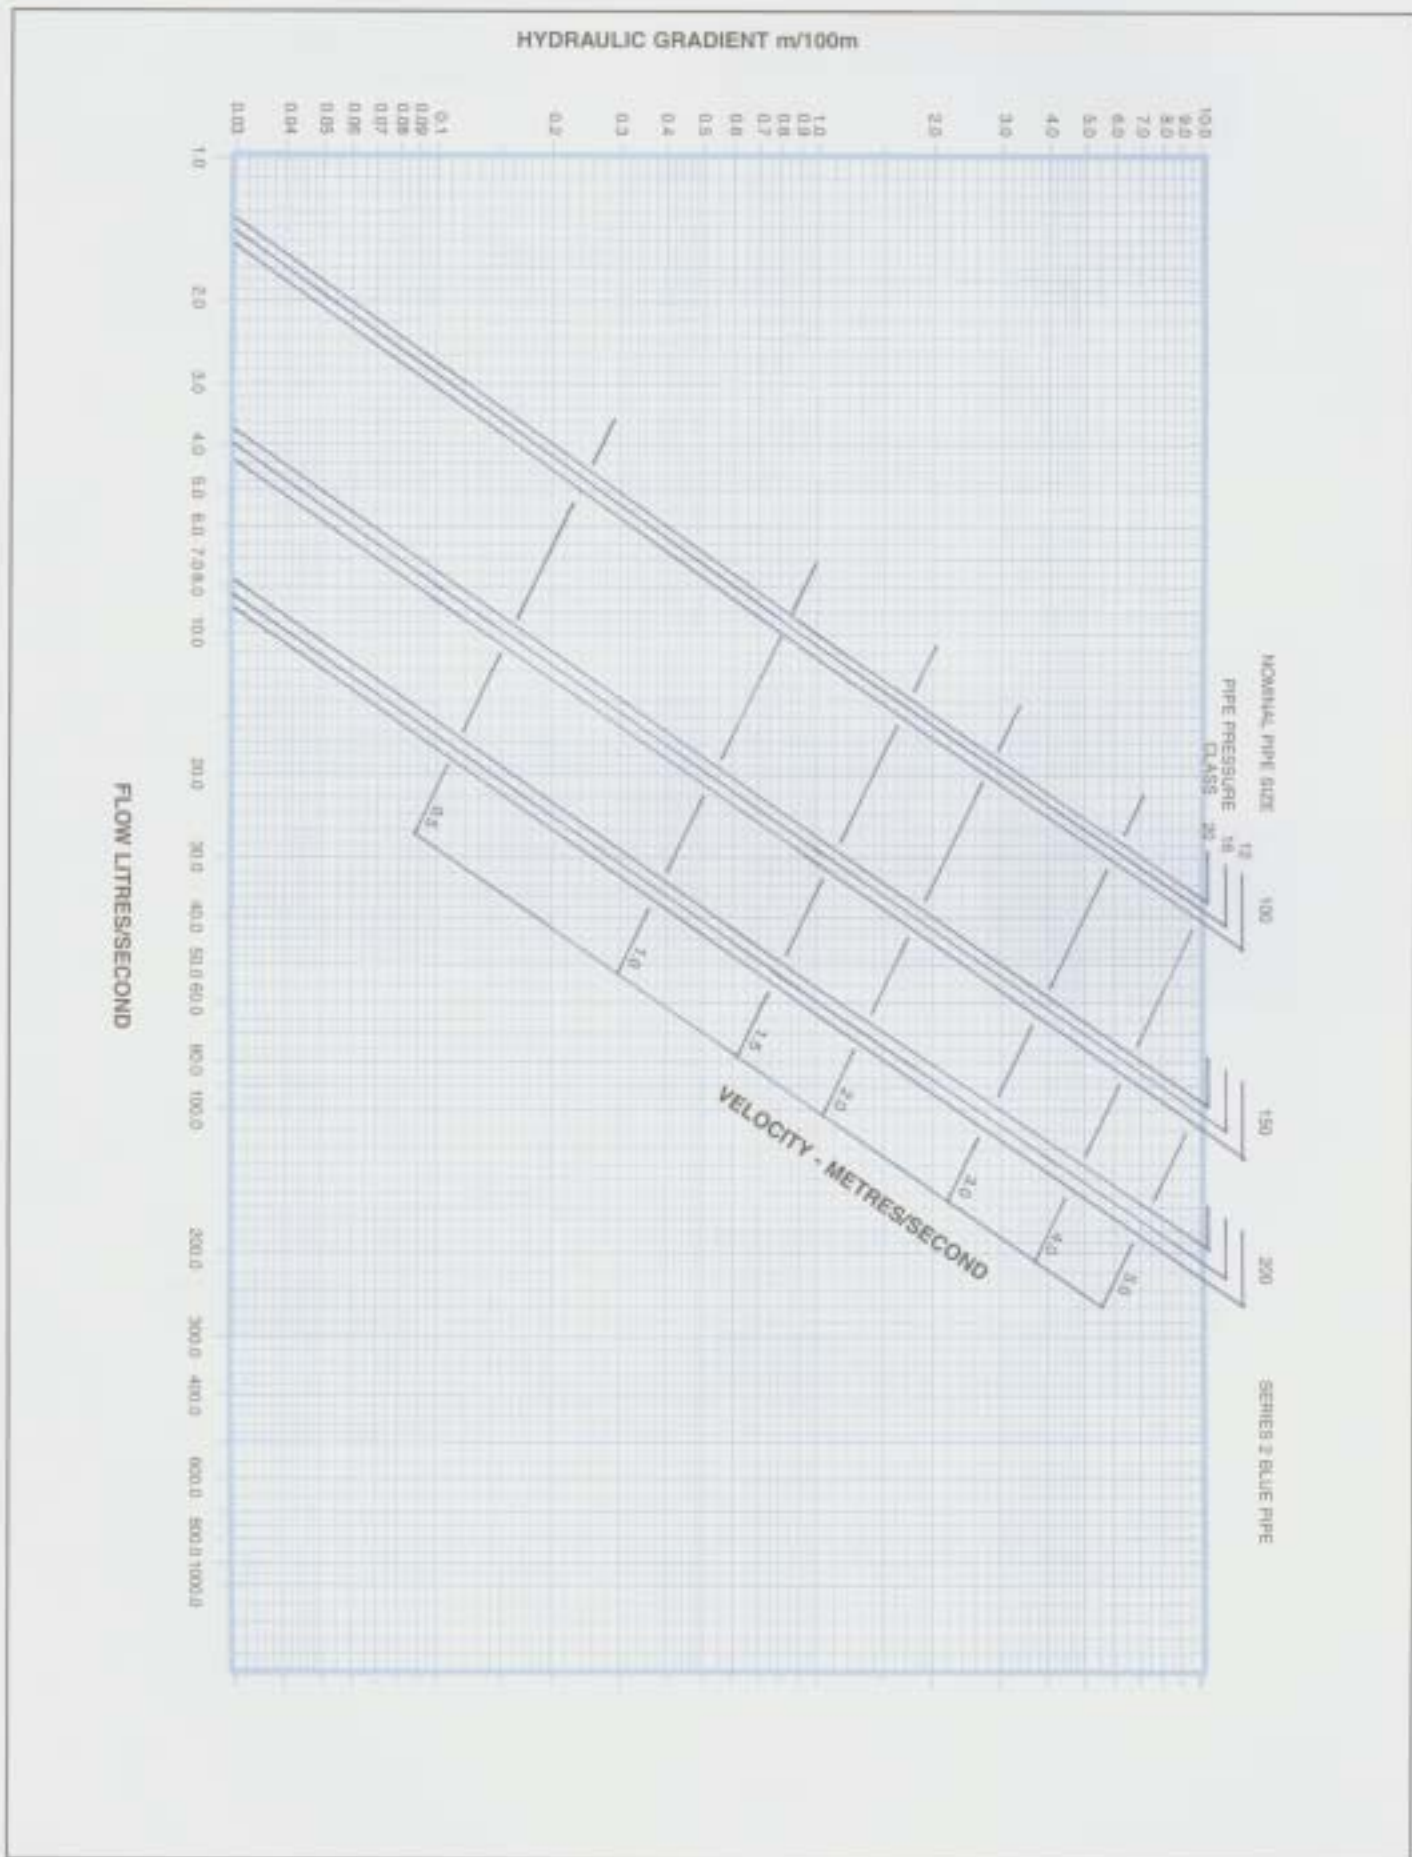 HYDRAULIC GRADIENT m/100m
0.03 0.04 0.05 0.06 0.07 0.08 0.09 0.1 0.2 0.3 0.4 0.5 0.6 0.7 0.8 0.9 1.0 2.0 3.0 4.0 5.0 6.0 7.0 8.0 9.0 10.0
1.0 2.0 3.0 4.0 5.0 6.0 7.0 8.0 10.0 20.0 30.0 40.0 50.0 60.0 80.0 100.0 200.0 300.0 400.0 600.0 800.0 1000.0
FLOW LITRES/SECOND
NOMINAL PIPE SIZE 100 150 200 SERIES 2 BLUE PIPE
12
PIPE PRESSURE 16
CLASS 20
0.5
1.0
1.5
2.0
3.0
4.0
5.0
VELOCITY - METRES/SECOND